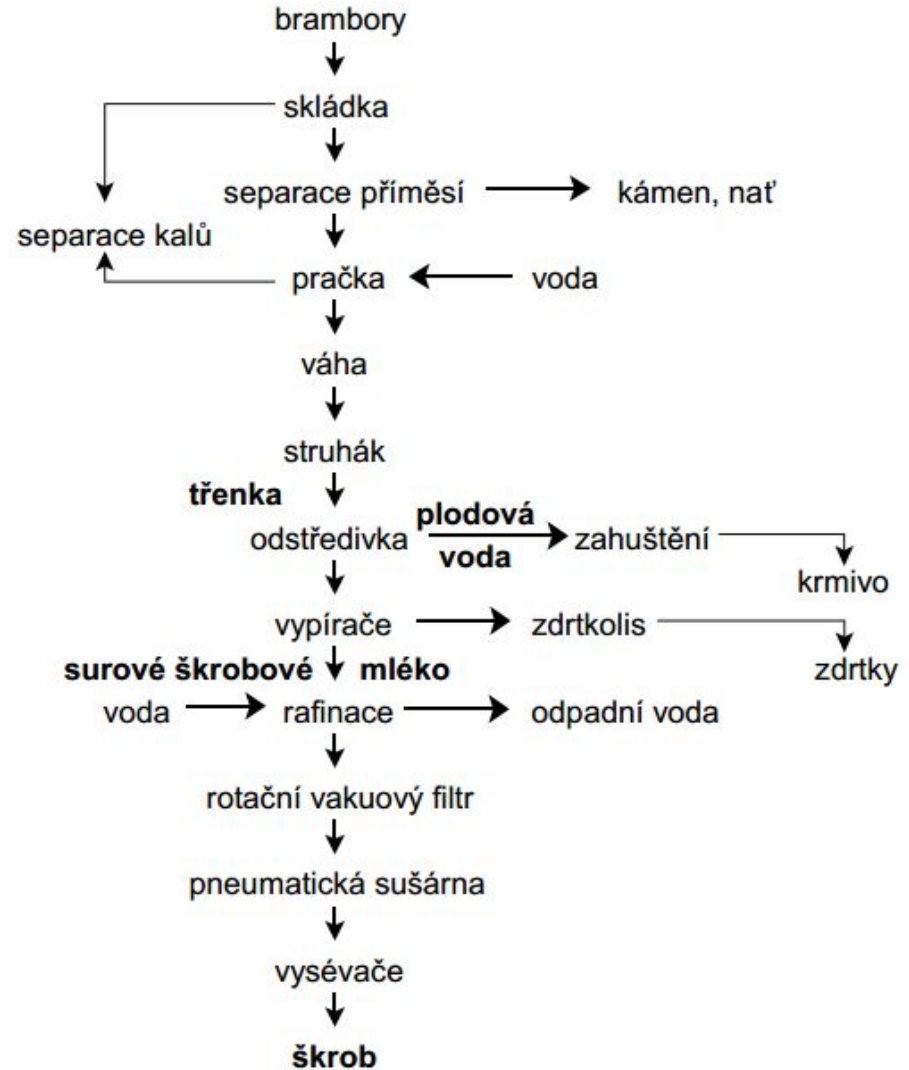 brambory
skládka
separace příměsí
kámen, nať
separace kalů
pračka
voda
váha
struhák
třenka
odstředivka
plodová
voda
zahuštění
krmivo
vypírače
zdrtkolis
zdrtky
surové škrobové mléko
voda
rafinace
odpadní voda
rotační vakuový filtr
pneumatická sušárna
vysévače
škrob